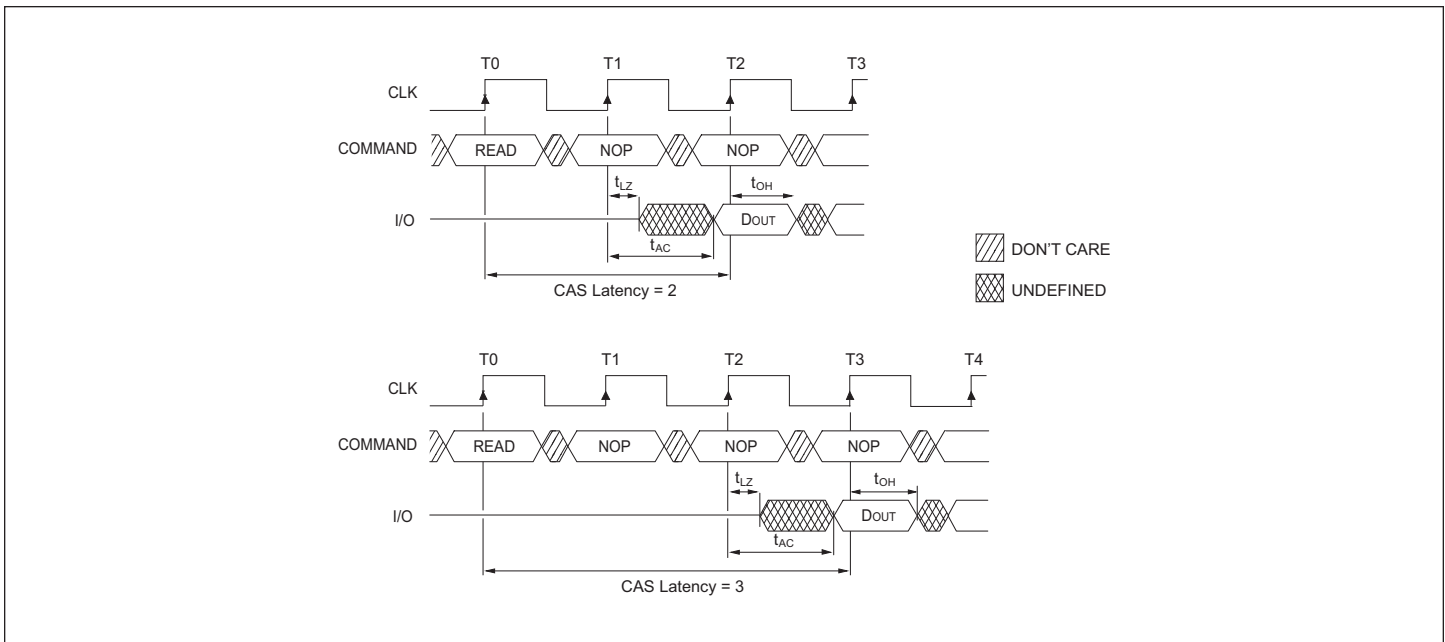 T0 T1 T2 T3
CLK
COMMAND READ NOP NOP
tLZ tOH
I/O DOUT
tAC
CAS Latency = 2
DON'T CARE
UNDEFINED
T0 T1 T2 T3 T4
CLK
COMMAND READ NOP NOP NOP
tLZ tOH
I/O DOUT
tAC
CAS Latency = 3